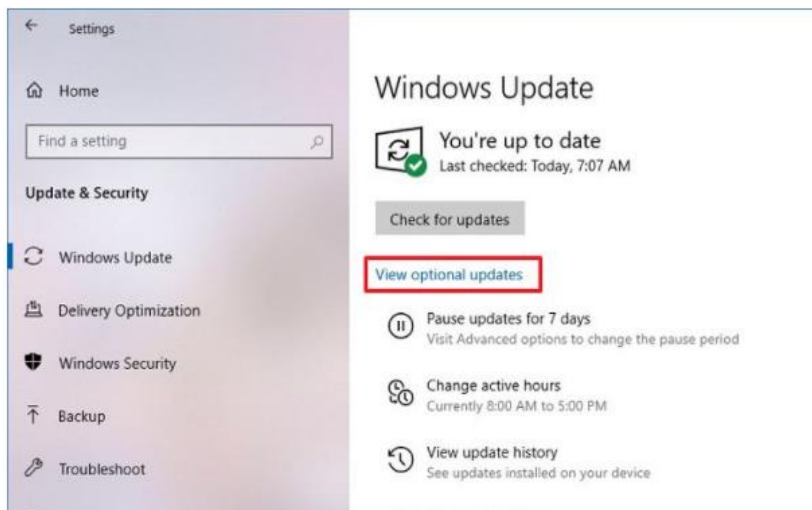 Settings
Home
Find a setting
Update & Security
Windows Update
Delivery Optimization
Windows Security
Backup
Troubleshoot
Windows Update
You're up to date
Last checked: Today, 7:07 AM
Check for updates
View optional updates
Pause updates for 7 days
Visit Advanced options to change the pause period
Change active hours
Currently 8:00 AM to 5:00 PM
View update history
See updates installed on your device